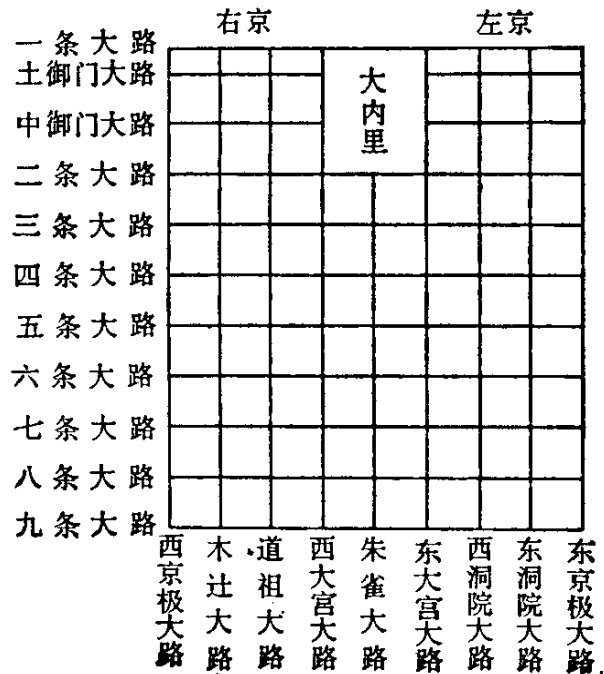 右京
左京
一条大路
土御门大路
中御门大路
二条大路
三条大路
四条大路
五条大路
六条大路
七条大路
八条大路
九条大路
大内里
西京极大路
木辻大路
道祖大路
西大宫大路
朱雀大路
东大宫大路
西洞院大路
东洞院大路
东京极大路